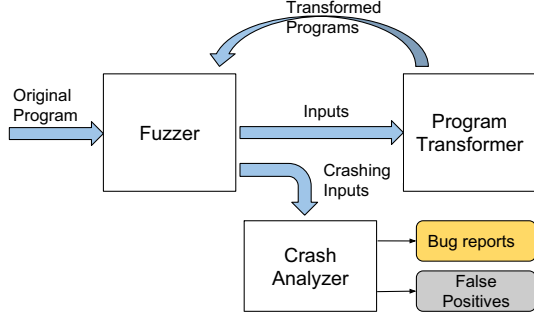 Transformed
Programs
Original
Program
Fuzzer
Inputs
Program
Transformer
Crashing
Inputs
Crash
Analyzer
Bug reports
False
Positives